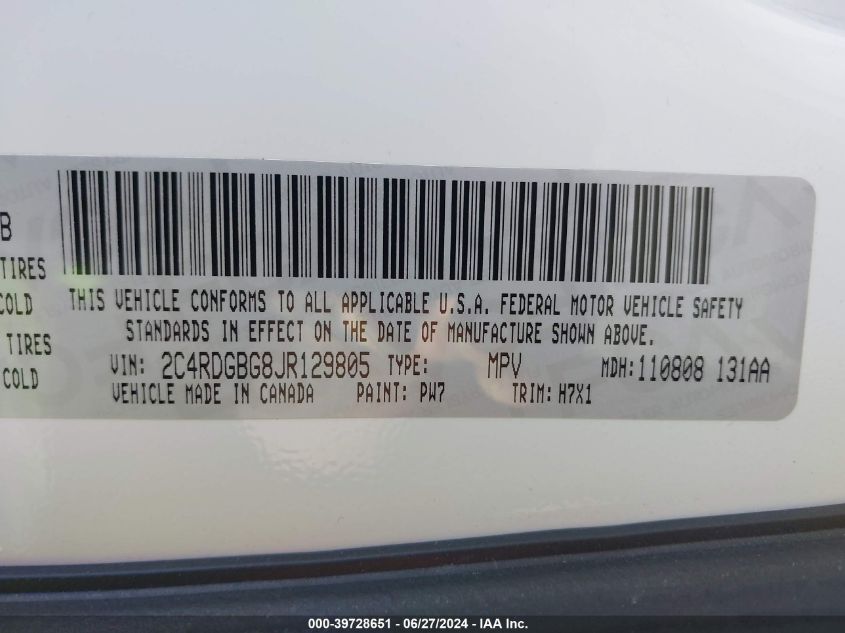 B
TIRES
COLD
TIRES
COLD
THIS VEHICLE CONFORMS TO ALL APPLICABLE U.S.A. FEDERAL MOTOR VEHICLE SAFETY
STANDARDS IN EFFECT ON THE DATE OF MANUFACTURE SHOWN ABOVE.
VIN: 2C4RDGBG8JR129805 TYPE: MPV MDH:110808 131AA
VEHICLE MADE IN CANADA PAINT: PW7 TRIM: H7X1
000-39728651 - 06/27/2024 - IAA Inc.